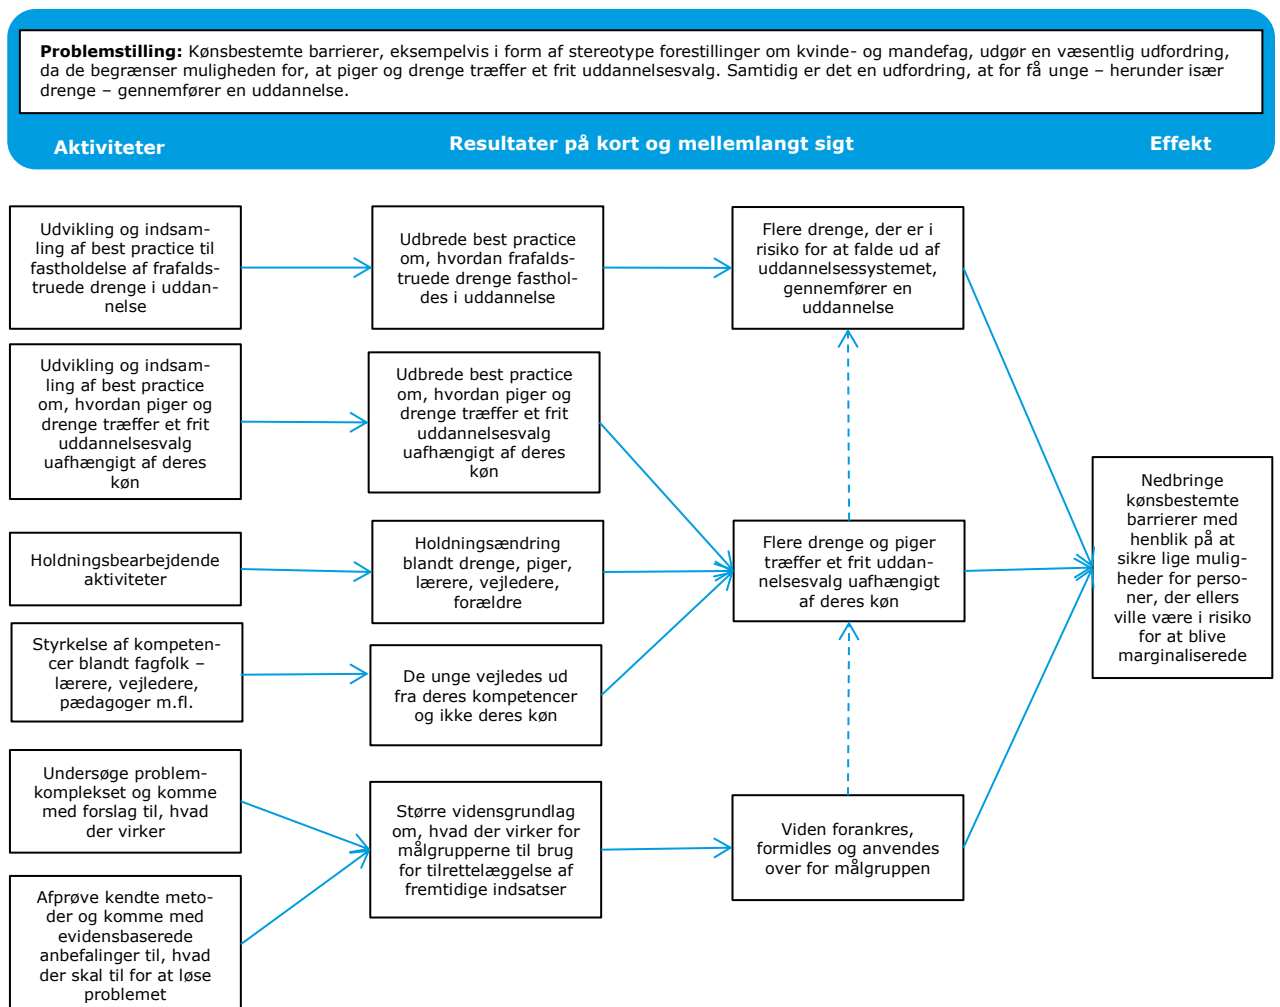 Problemstilling: Kønsbestemte barrierer, eksempelvis i form af stereotype forestillinger om kvinde- og mandefag, udgør en væsentlig udfordring,
da de begrænser muligheden for, at piger og drenge træffer et frit uddannelsesvalg. Samtidig er det en udfordring, at for få unge – herunder især
drenge – gennemfører en uddannelse.
Aktiviteter
Resultater på kort og mellemlangt sigt
Effekt
Udvikling og indsam-
ling af best practice til
fastholdelse af frafalds-
truede drenge i uddan-
nelse
Udbrede best practice
om, hvordan frafalds-
truede drenge fasthol-
des i uddannelse
Flere drenge, der er i
risiko for at falde ud af
uddannelsessystemet,
gennemfører en
uddannelse
Udvikling og indsam-
ling af best practice
om, hvordan piger og
drenge træffer et frit
uddannelsesvalg
uafhængigt af deres
køn
Udbrede best practice
om, hvordan piger og
drenge træffer et frit
uddannelsesvalg
uafhængigt af deres
køn
Holdningsbearbejdende
aktiviteter
Holdningsændring
blandt drenge, piger,
lærere, vejledere,
forældre
Flere drenge og piger
træffer et frit uddan-
nelsesvalg uafhængigt
af deres køn
Nedbringe
kønsbestemte
barrierer med
henblik på at
sikre lige mulig-
heder for perso-
ner, der ellers
ville være i risiko
for at blive
marginaliserede
Styrkelse af kompeten-
cer blandt fagfolk –
lærere, vejledere,
pædagoger m.fl.
De unge vejledes ud
fra deres kompetencer
og ikke deres køn
Undersøge problem-
komplekset og komme
med forslag til, hvad
der virker
Større vidensgrundlag
om, hvad der virker for
målgrupperne til brug
for tilrettelæggelse af
fremtidige indsatser
Viden forankres,
formidles og anvendes
over for målgruppen
Afprøve kendte meto-
der og komme med
evidensbaserede
anbefalinger til, hvad
der skal til for at løse
problemet